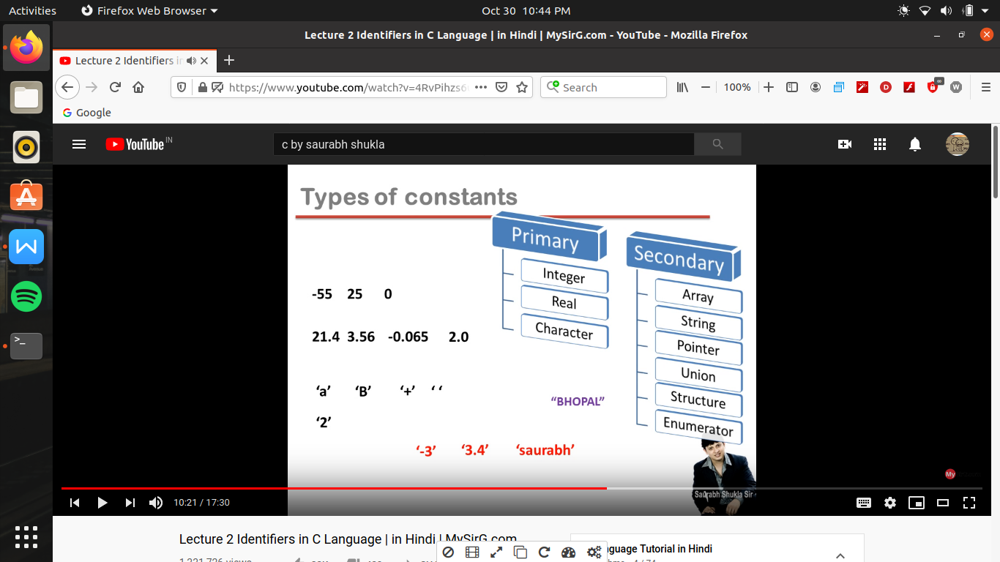 Activities Firefox Web Browser Oct 30 10:44 PM
Lecture 2 Identifiers in C Language | in Hindi | MySirG.com - YouTube - Mozilla Firefox
Lecture 2 Identifiers in
https://www.youtube.com/watch?v=4RvPihzs6 Search 100%
Google
YouTube IN c by saurabh shukla
Types of constants
Primary
Integer
Real
Character
Secondary
Array
String
Pointer
Union
Structure
Enumerator
-55 25 0
21.4 3.56 -0.065 2.0
‘a’ ‘B’ ‘+’ ‘ ‘
“BHOPAL”
‘2’
‘-3’ ‘3.4’ ‘saurabh’
My
Saurabh Shukla Sir
10:21 / 17:30
Lecture 2 Identifiers in C Language | in Hindi | MySirG.com
guage Tutorial in Hindi